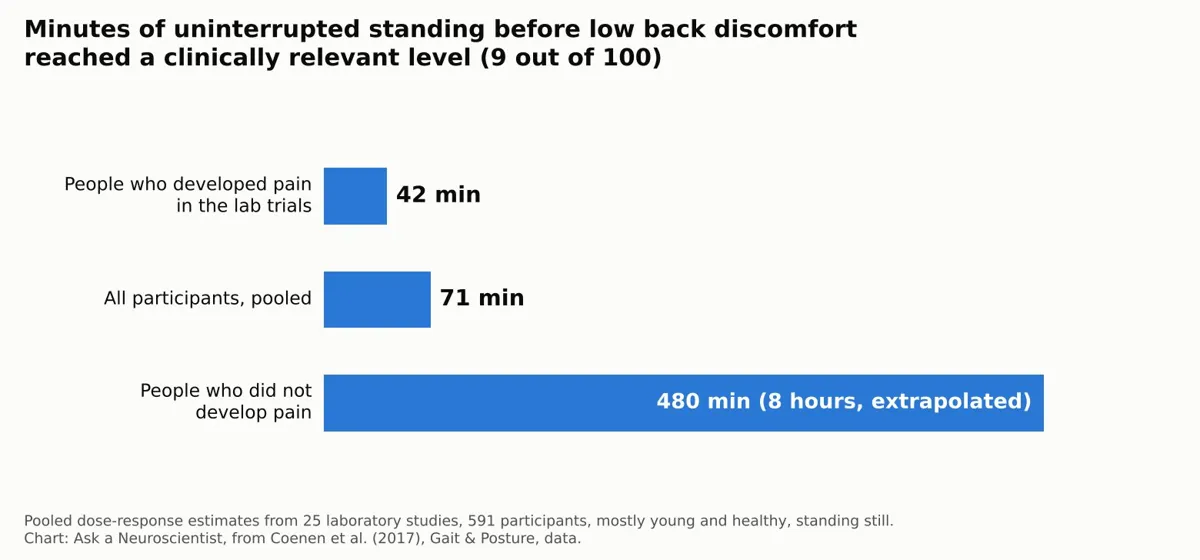 Minutes of uninterrupted standing before low back discomfort
reached a clinically relevant level (9 out of 100)
People who developed pain
in the lab trials
42 min
All participants, pooled
71 min
People who did not
develop pain
480 min (8 hours, extrapolated)
Pooled dose-response estimates from 25 laboratory studies, 591 participants, mostly young and healthy, standing still.
Chart: Ask a Neuroscientist, from Coenen et al. (2017), Gait & Posture, data.